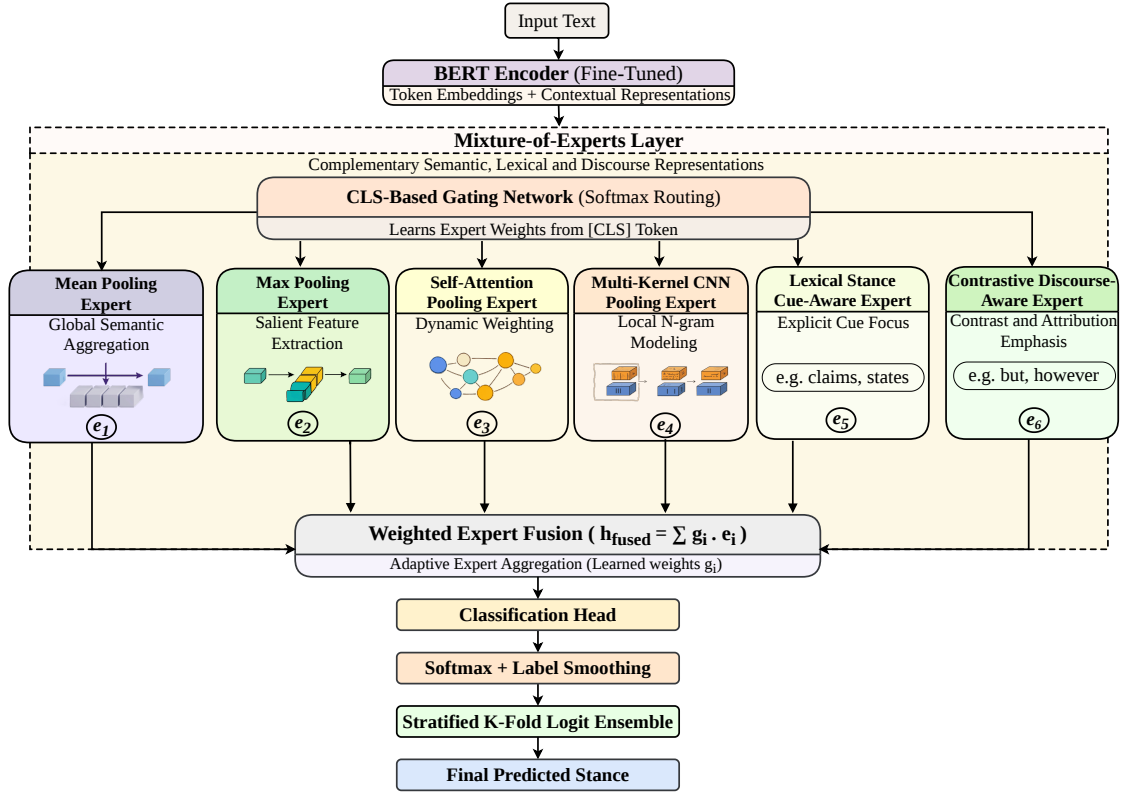 Input Text
BERT Encoder (Fine-Tuned)
Token Embeddings + Contextual Representations
Mixture-of-Experts Layer
Complementary Semantic, Lexical and Discourse Representations
CLS-Based Gating Network (Softmax Routing)
Learns Expert Weights from [CLS] Token
Mean Pooling
Expert
Global Semantic
Aggregation
e1
Max Pooling
Expert
Salient Feature
Extraction
e2
Self-Attention
Pooling Expert
Dynamic Weighting
e3
Multi-Kernel CNN
Pooling Expert
Local N-gram
Modeling
e4
Lexical Stance
Cue-Aware Expert
Explicit Cue Focus
e.g. claims, states
e5
Contrastive Discourse-
Aware Expert
Contrast and Attribution
Emphasis
e.g. but, however
e6
Weighted Expert Fusion ( hfused = ∑ gi . ei )
Adaptive Expert Aggregation (Learned weights gi)
Classification Head
Softmax + Label Smoothing
Stratified K-Fold Logit Ensemble
Final Predicted Stance